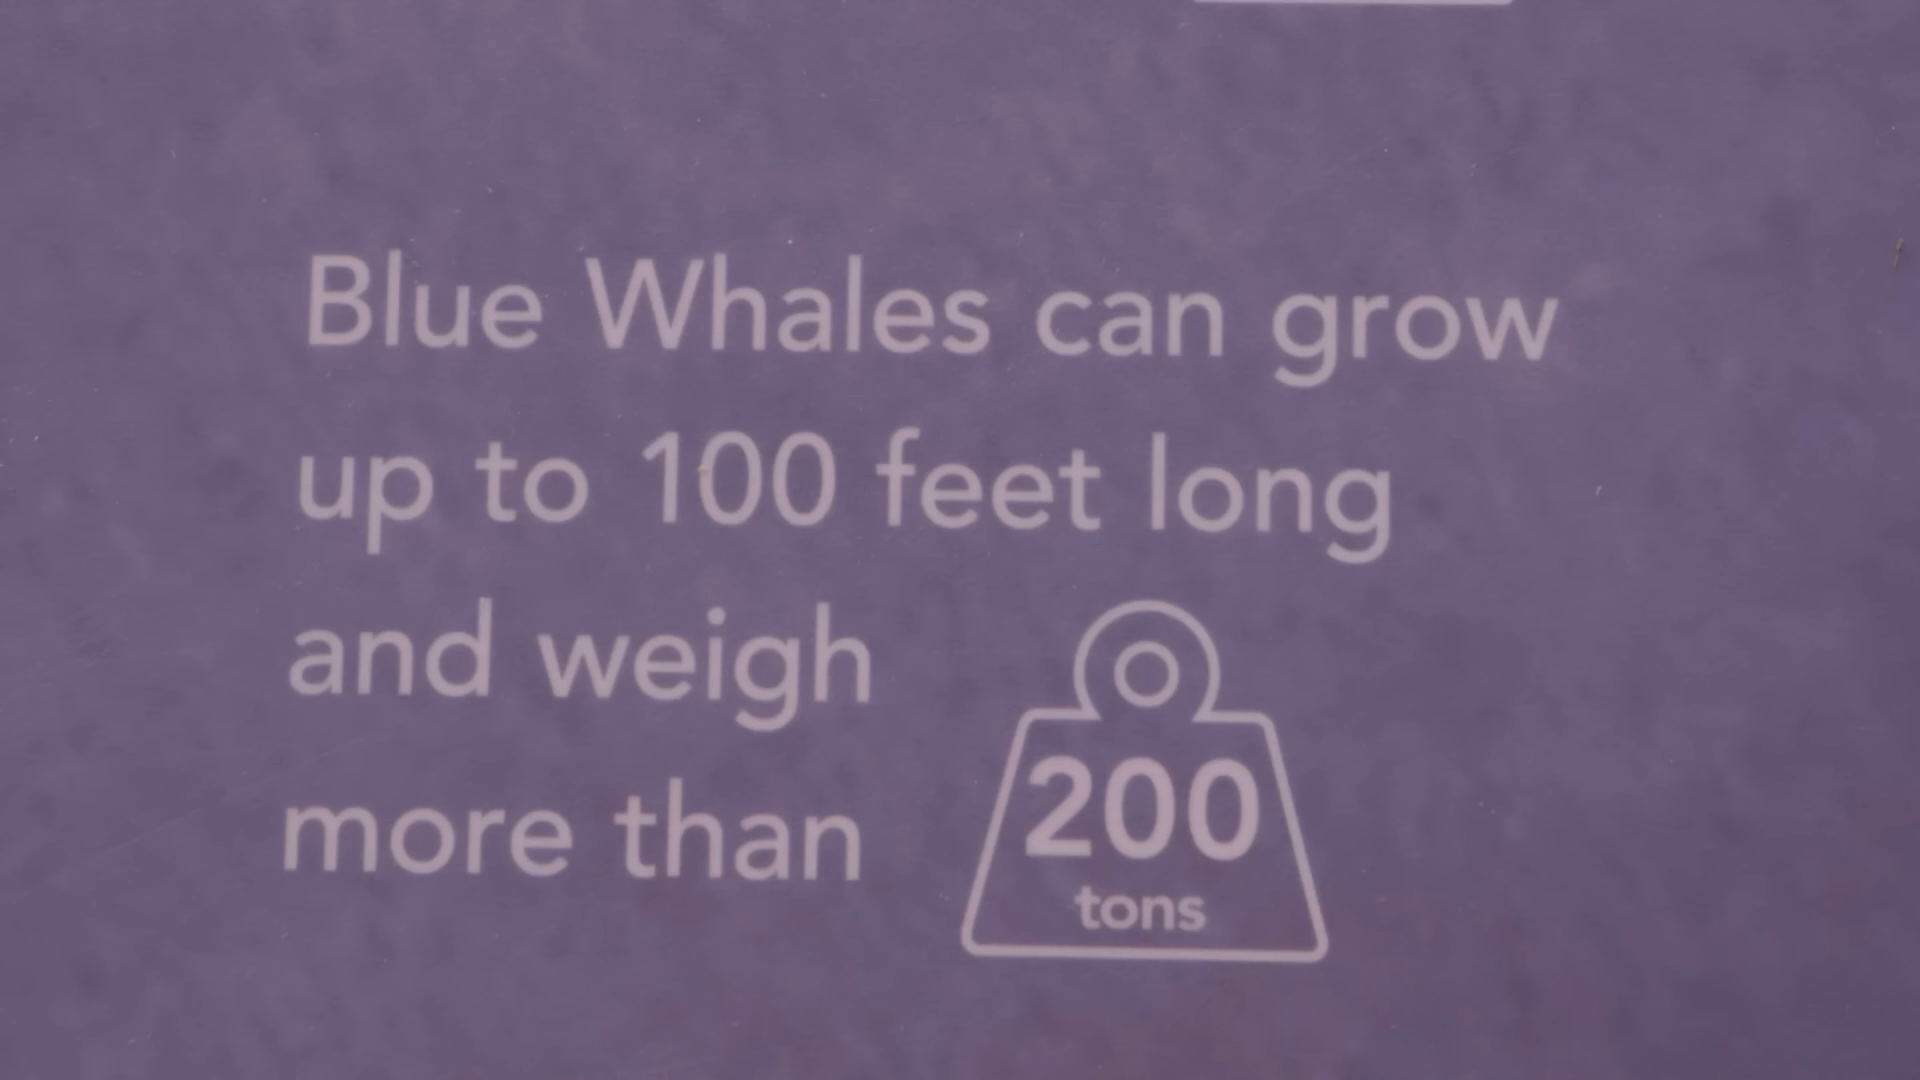 Blue Whales can grow
up to 100 feet long
and weigh
more than
200
tons